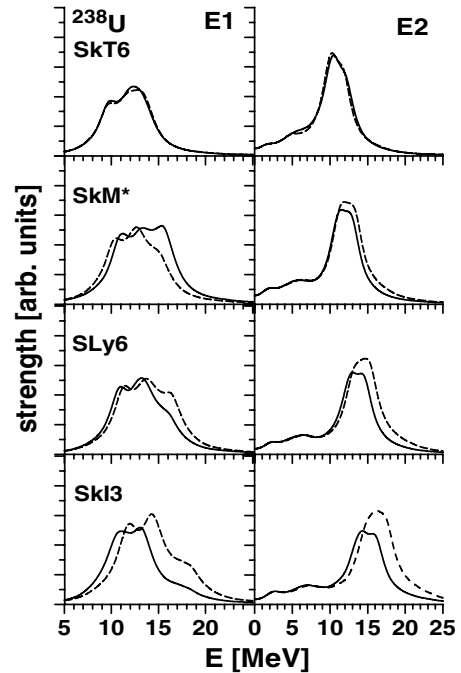 ²³⁸U E1
SkT6 E2
SkM*
SLy6
SkI3
strength [arb. units]
5 10 15 20 0 5 10 15 20 25
E [MeV]